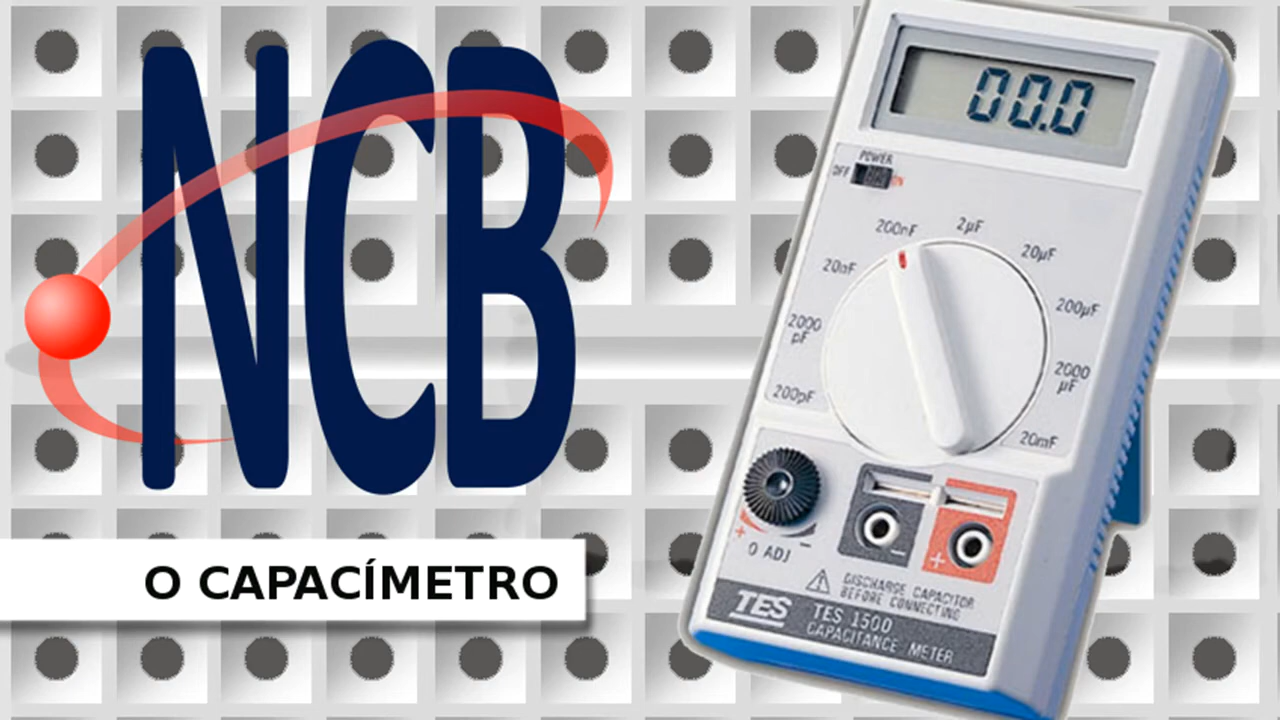 NCB
O CAPACÍMETRO
00.0
POWER
OFF ON
200nF
2µF
20nF
20µF
2000
pF
200µF
200pF
2000
µF
20mF
+ −
0 ADJ
− +
DISCHARGE CAPACITOR
BEFORE CONNECTING
TES
TES 1500
CAPACITANCE METER